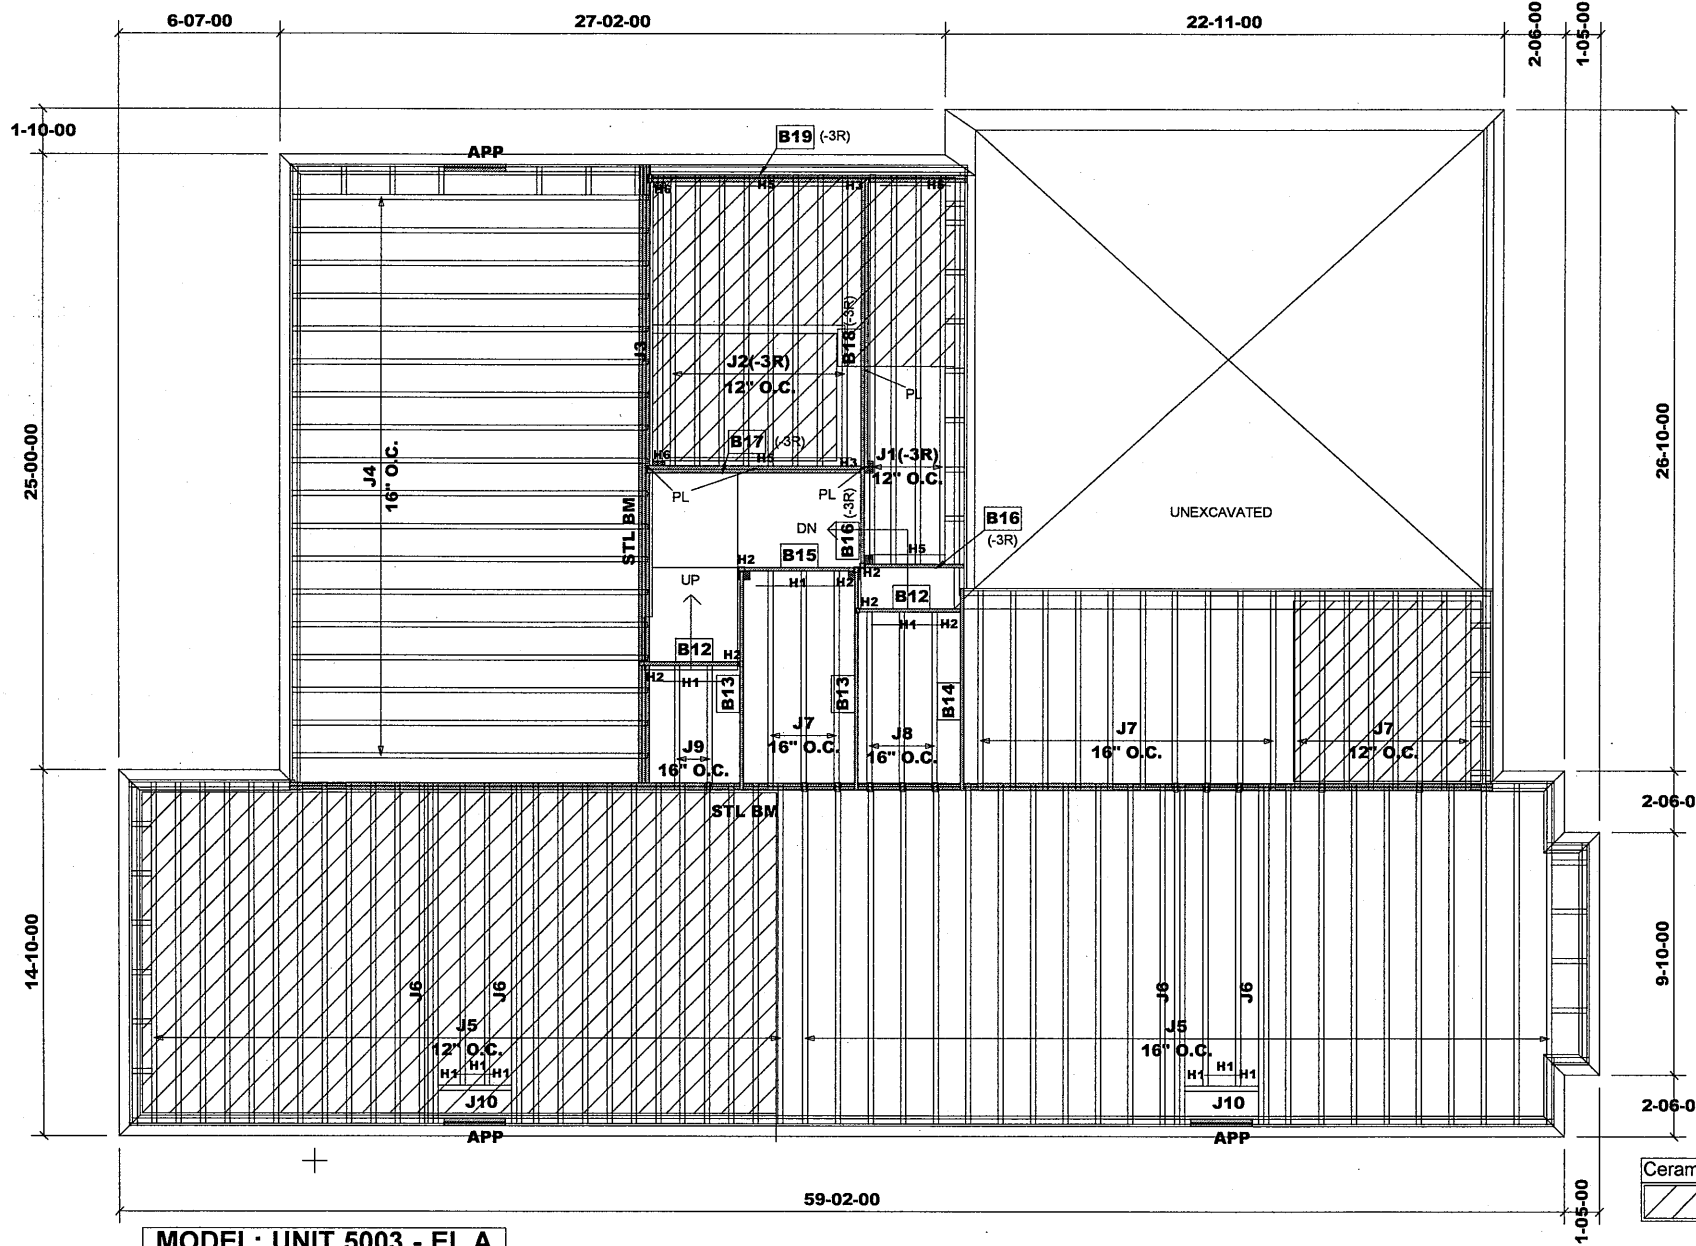 6-07-00
27-02-00
22-11-00
2-06-00
1-05-00
1-10-00
B19 (-3R)
APP
H6
H5
H3
H6
J3
B18 (-3R)
J2(-3R)
12" O.C.
PL
25-00-00
26-10-00
J4
16" O.C.
B17 (-3R)
H6
H5
H3
J1(-3R)
12" O.C.
PL
PL
B16 (-3R)
STL BM
DN
UNEXCAVATED
B16
(-3R)
H2
B15
H5
UP
H1
H2
H2
B12
H2
B12
H2
H1
H2
H2
H1
B13
B13
B14
J7
16" O.C.
J8
16" O.C.
J9
16" O.C.
J7
16" O.C.
J7
12" O.C.
STL BM
2-06-0
14-10-00
9-10-00
J6
J6
J6
J6
J5
12" O.C.
J5
16" O.C.
H1
H1
H1
H1
H1
H1
J10
J10
2-06-0
APP
APP
Ceram
59-02-00
1-05-00
MODEL: UNIT 5003 - EL A